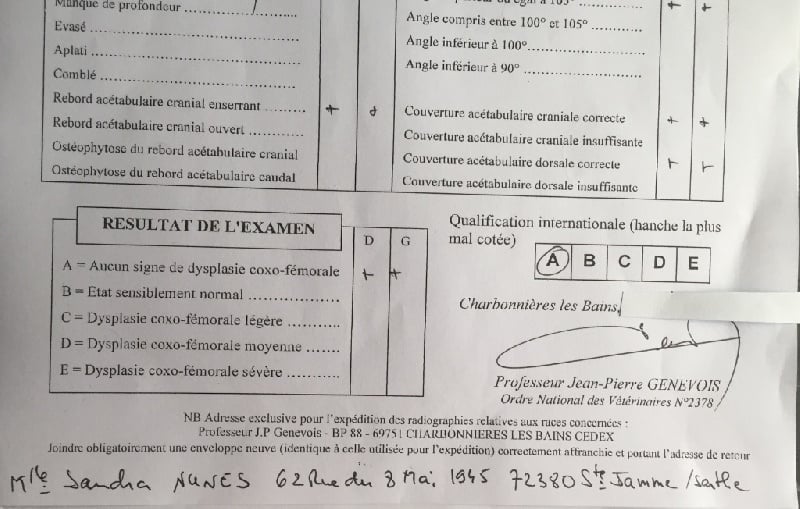 Manque de profondeur
Evasé
Aplati
Comblé
Rebord acétabulaire cranial enserrant + +
Rebord acétabulaire cranial ouvert
Ostéophytose du rebord acétabulaire cranial
Ostéophytose du rebord acétabulaire caudal
à 105° + +
Angle compris entre 100° et 105°
Angle inférieur à 100°
Angle inférieur à 90°
Couverture acétabulaire craniale correcte + +
Couverture acétabulaire craniale insuffisante
Couverture acétabulaire dorsale correcte + +
Couverture acétabulaire dorsale insuffisante
RESULTAT DE L'EXAMEN
D G
A = Aucun signe de dysplasie coxo-fémorale + +
B = Etat sensiblement normal
C = Dysplasie coxo-fémorale légère
D = Dysplasie coxo-fémorale moyenne
E = Dysplasie coxo-fémorale sévère
Qualification internationale (hanche la plus
mal cotée)
A B C D E
Charbonnières les Bains,
Professeur Jean-Pierre GENEVOIS
Ordre National des Vétérinaires N°2378
NB Adresse exclusive pour l'expédition des radiographies relatives aux races concernées :
Professeur J.P Genevois - BP 88 - 69751 CHARBONNIERES LES BAINS CEDEX
Joindre obligatoirement une enveloppe neuve (identique à celle utilisée pour l'expédition) correctement affranchie et portant l'adresse de retour
Mlle Sandra NUNES 62 Rue du 8 Mai 1945 72380 Ste Jamme/sarthe